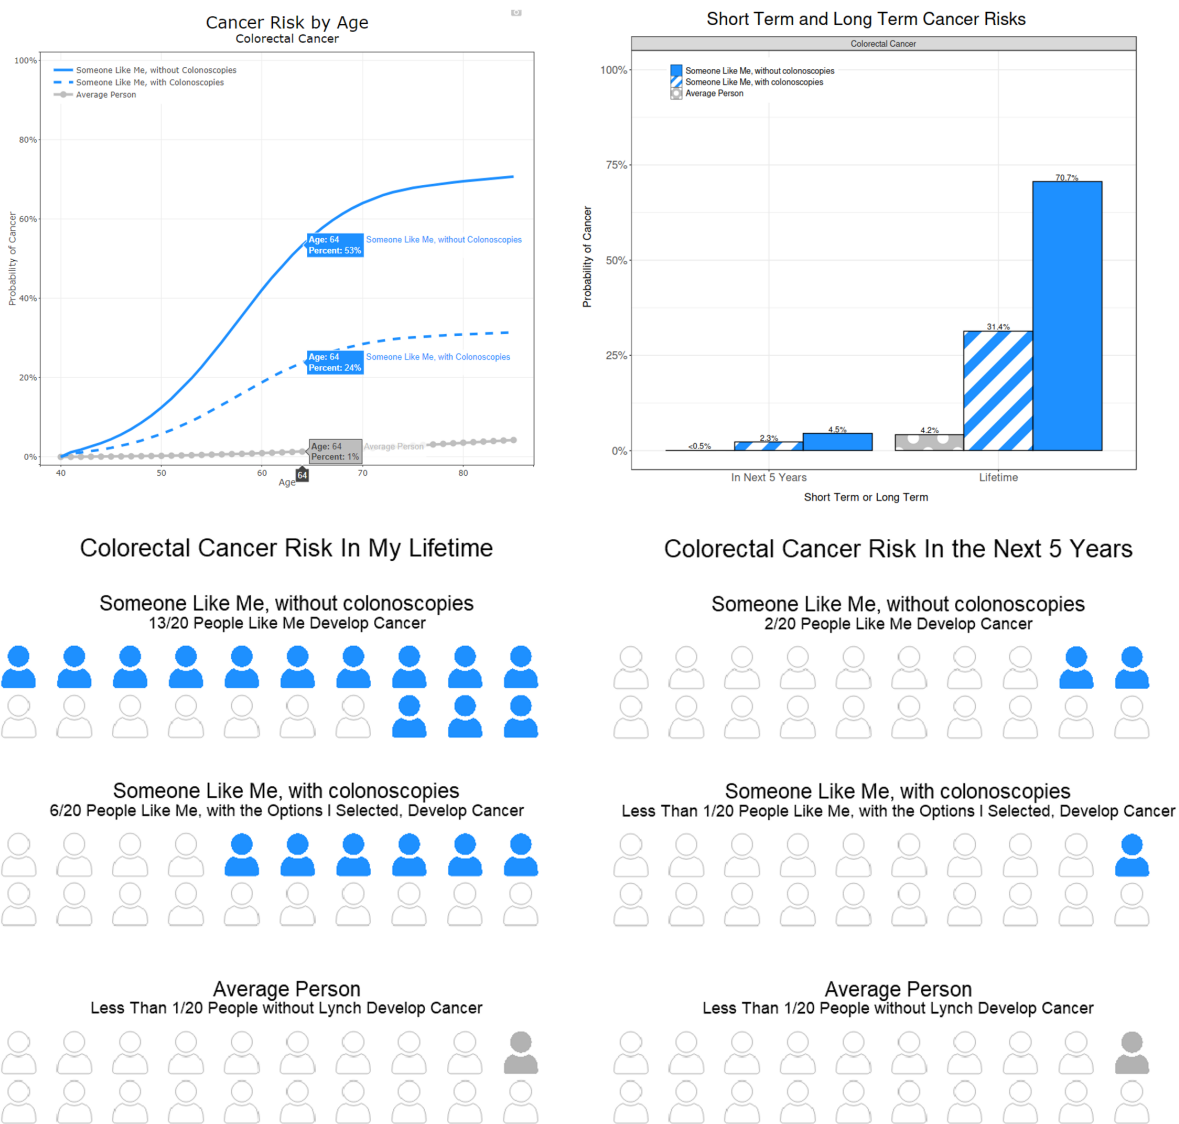 Cancer Risk by Age
Colorectal Cancer
Someone Like Me, without Colonoscopies
Someone Like Me, with Colonoscopies
Average Person
100%
80%
60%
40%
20%
0%
Probability of Cancer
Age: 64
Percent: 53%
Someone Like Me, without Colonoscopies
Age: 64
Percent: 24%
Someone Like Me, with Colonoscopies
Age: 64
Percent: 1%
Average Person
40 50 60 64 70 80
Age
Short Term and Long Term Cancer Risks
Colorectal Cancer
Someone Like Me, without colonoscopies
Someone Like Me, with colonoscopies
Average Person
100%
75%
50%
25%
0%
Probability of Cancer
<0.5%
2.3%
4.5%
4.2%
31.4%
70.7%
In Next 5 Years Lifetime
Short Term or Long Term
Colorectal Cancer Risk In My Lifetime
Someone Like Me, without colonoscopies
13/20 People Like Me Develop Cancer
Someone Like Me, with colonoscopies
6/20 People Like Me, with the Options I Selected, Develop Cancer
Average Person
Less Than 1/20 People without Lynch Develop Cancer
Colorectal Cancer Risk In the Next 5 Years
Someone Like Me, without colonoscopies
2/20 People Like Me Develop Cancer
Someone Like Me, with colonoscopies
Less Than 1/20 People Like Me, with the Options I Selected, Develop Cancer
Average Person
Less Than 1/20 People without Lynch Develop Cancer